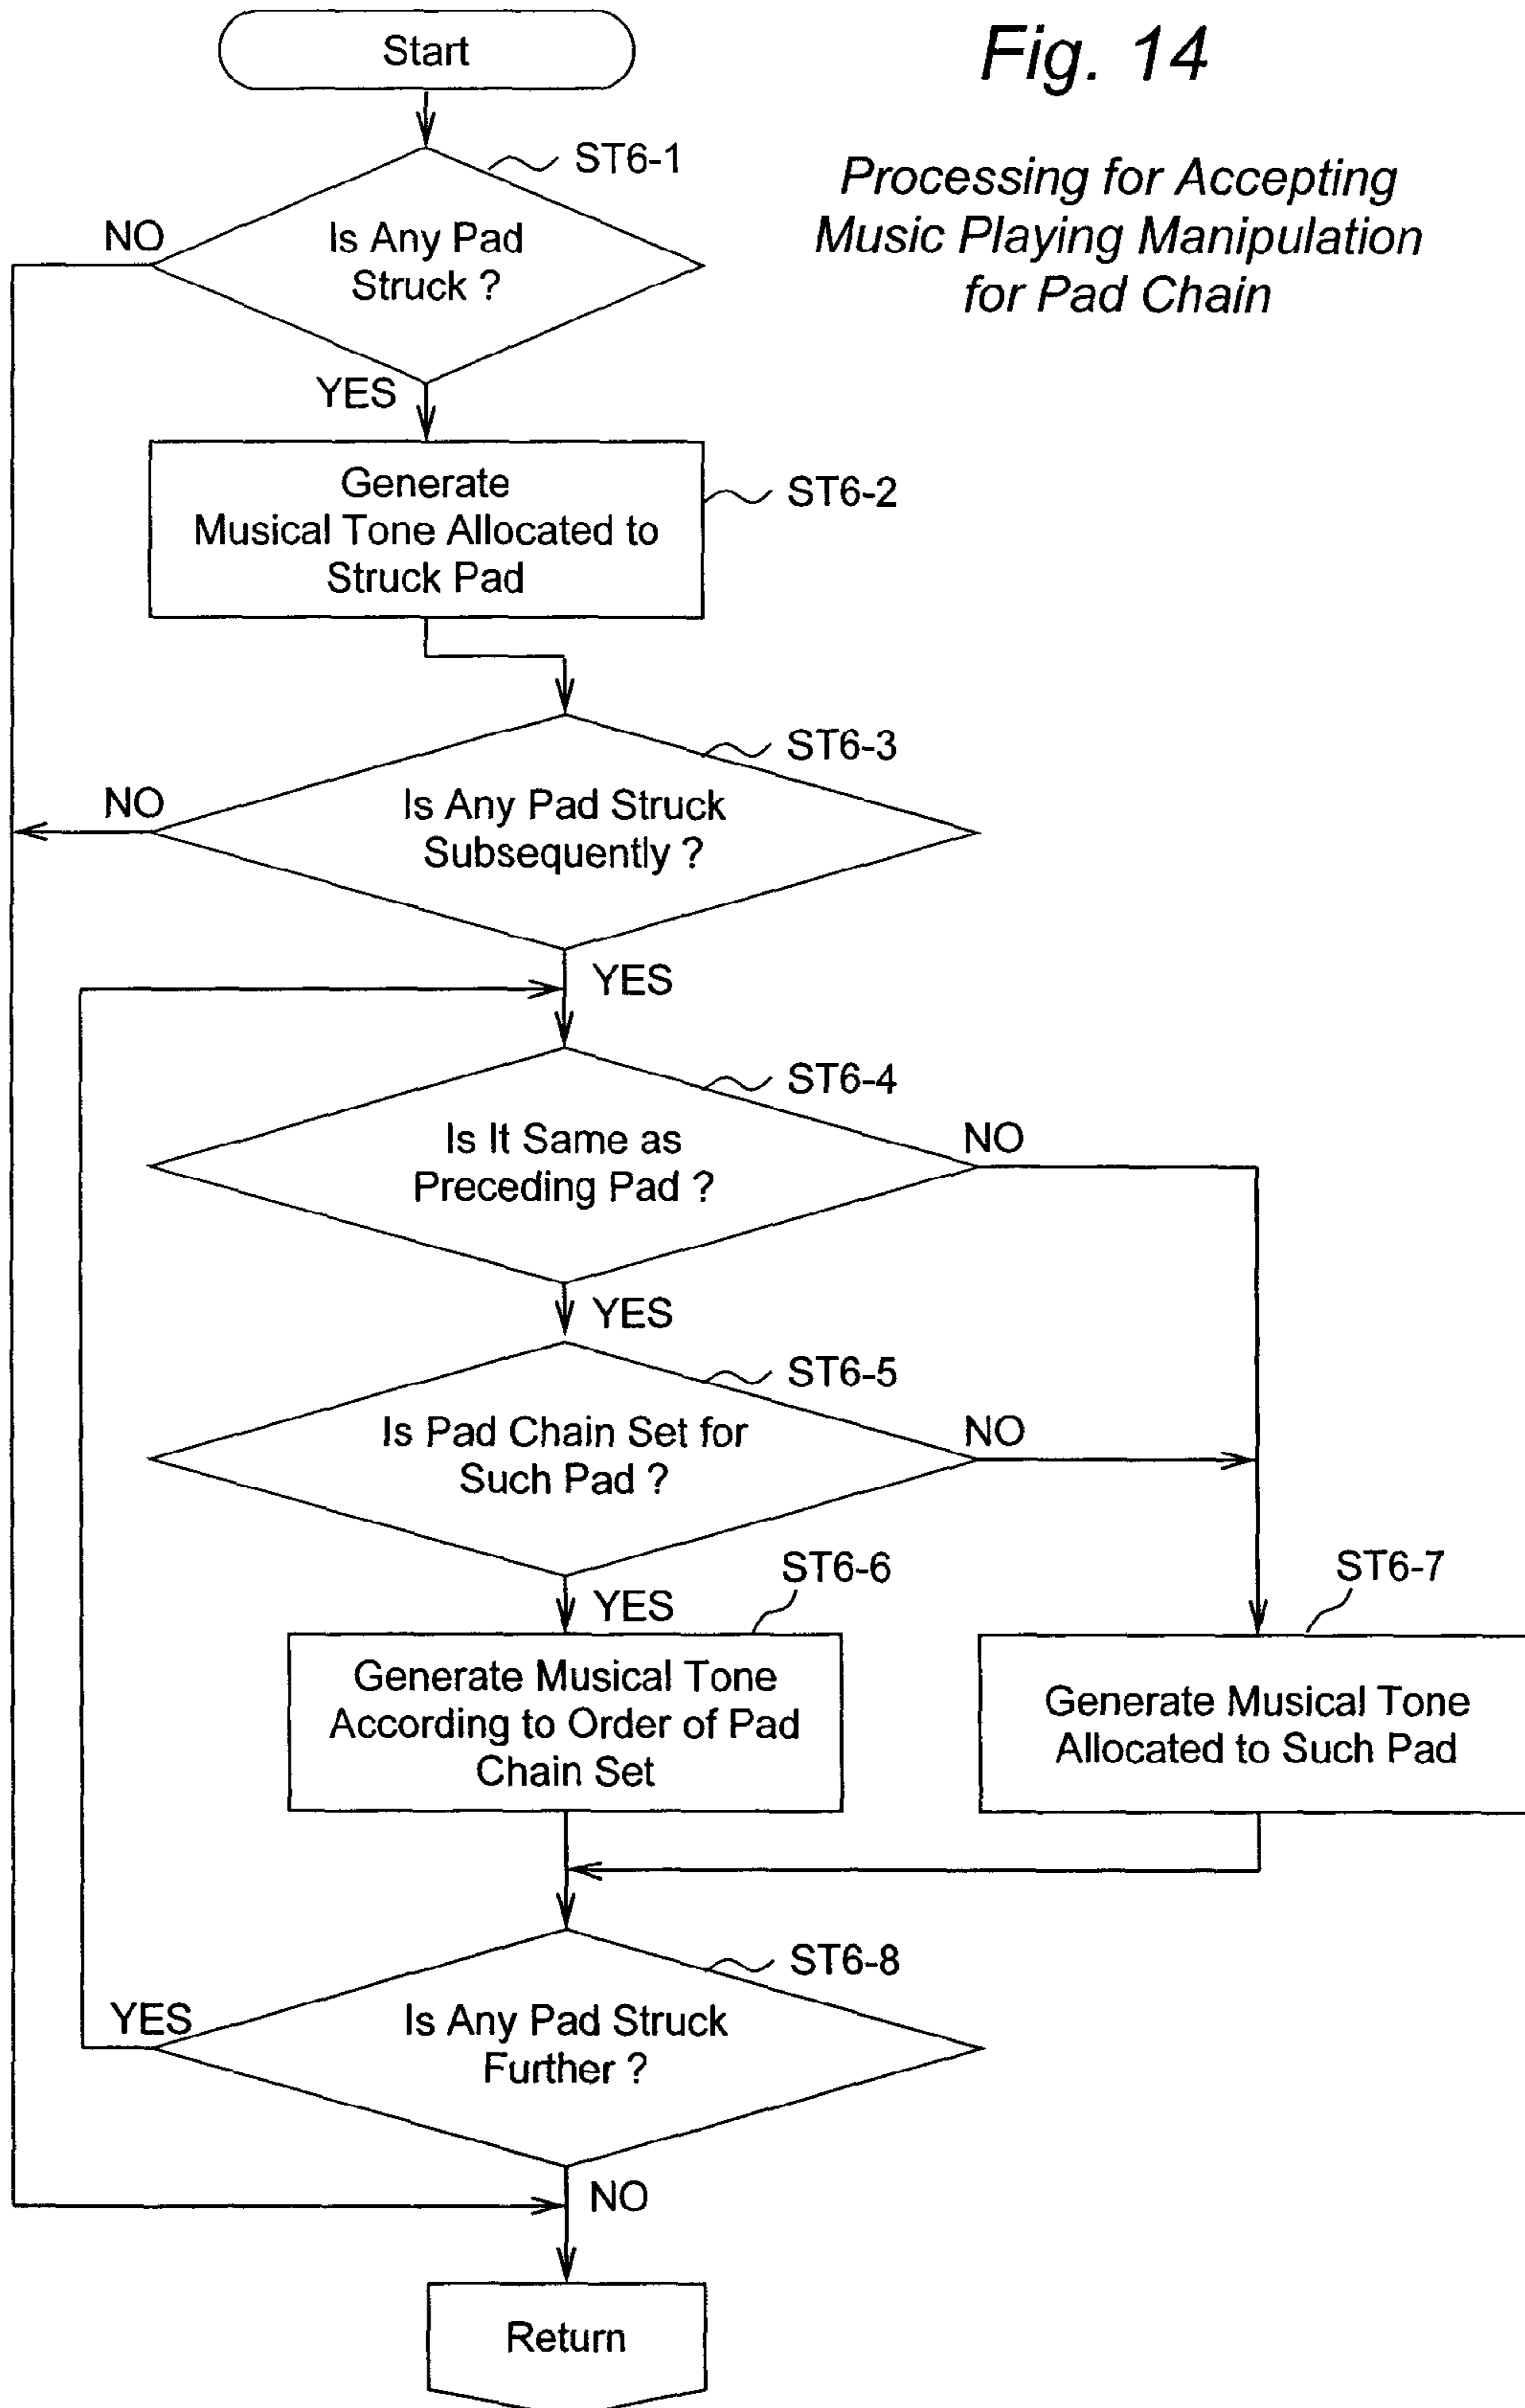 Start
Fig. 14
Processing for Accepting
Music Playing Manipulation
for Pad Chain
ST6-1
NO
Is Any Pad
Struck ?
YES
Generate
Musical Tone Allocated to
Struck Pad
ST6-2
ST6-3
NO
Is Any Pad Struck
Subsequently ?
YES
ST6-4
Is It Same as
Preceding Pad ?
NO
YES
ST6-5
Is Pad Chain Set for
Such Pad ?
NO
ST6-6
ST6-7
YES
Generate Musical Tone
According to Order of Pad
Chain Set
Generate Musical Tone
Allocated to Such Pad
ST6-8
YES
Is Any Pad Struck
Further ?
NO
Return